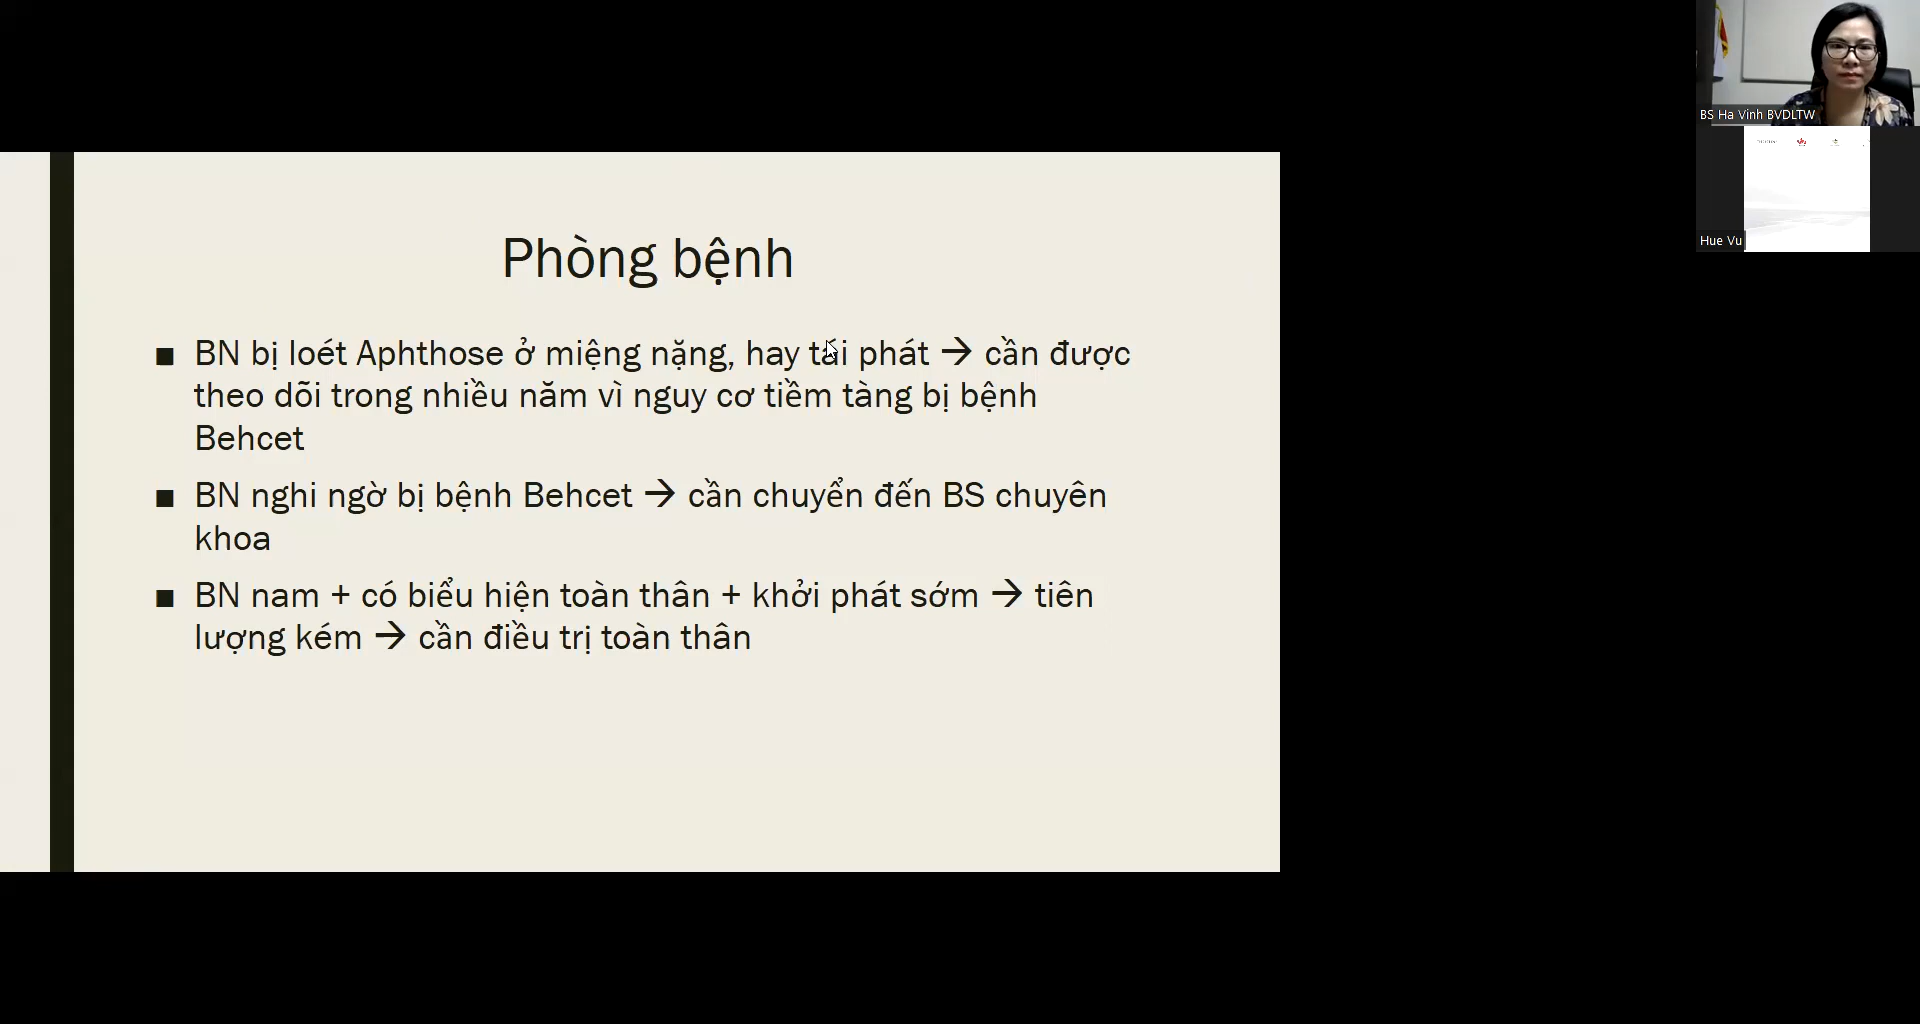 BS Ha Vinh BVDLTW
Hue Vu
Phòng bệnh
■ BN bị loét Aphthose ở miệng nặng, hay tái phát → cần được
theo dõi trong nhiều năm vì nguy cơ tiềm tàng bị bệnh
Behcet
■ BN nghi ngờ bị bệnh Behcet → cần chuyển đến BS chuyên
khoa
■ BN nam + có biểu hiện toàn thân + khởi phát sớm → tiên
lượng kém → cần điều trị toàn thân